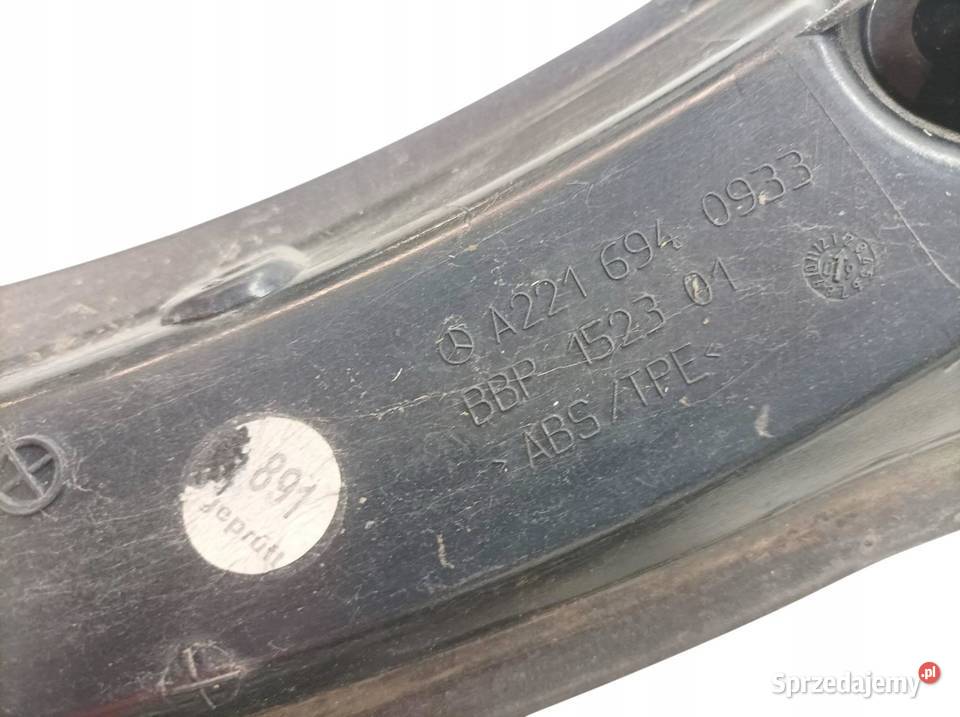 A221 694 0933
BBP 1523 01
>ABS/TPE<
891
geprüft
Sprzedajemy.pl